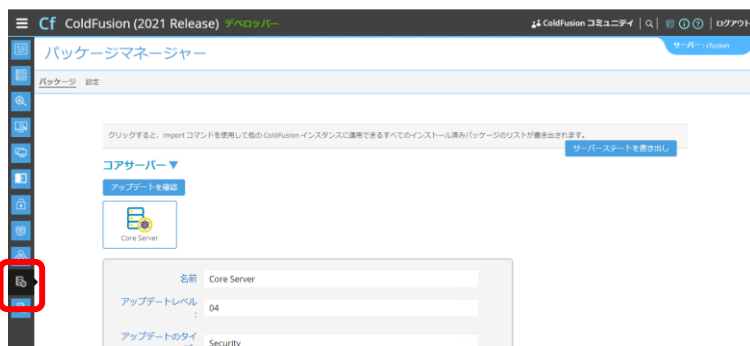 Cf ColdFusion (2021 Release) デベロッパー
ColdFusion コミュニティ
ログアウト
サーバー: cfusion
パッケージマネージャー
パッケージ 設定
クリックすると、import コマンドを使用して他の ColdFusion インスタンスに適用できるすべてのインストール済みパッケージのリストが書き出されます。
サーバーステートを書き出し
コアサーバー ▼
アップデートを確認
Core Server
名前 Core Server
アップデートレベル
: 04
アップデートのタイ
Security